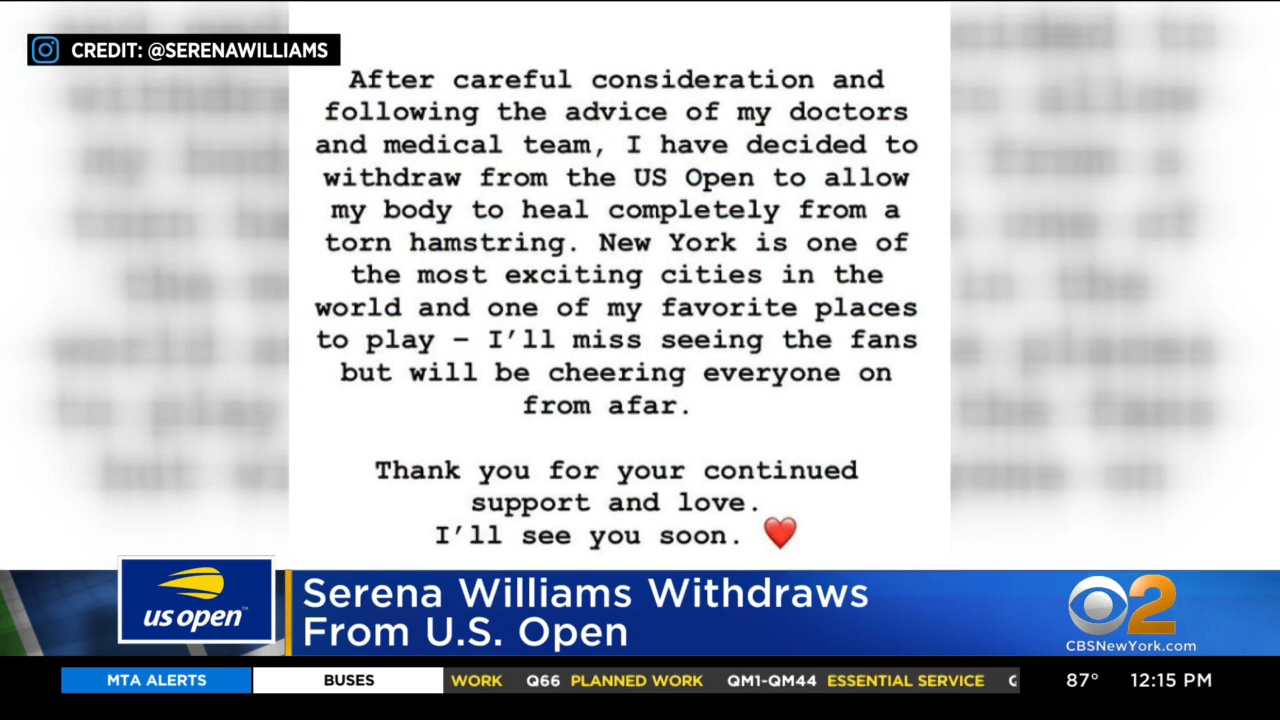 CREDIT: @SERENAWILLIAMS
After careful consideration and
following the advice of my doctors
and medical team, I have decided to
withdraw from the US Open to allow
my body to heal completely from a
torn hamstring. New York is one of
the most exciting cities in the
world and one of my favorite places
to play – I'll miss seeing the fans
but will be cheering everyone on
from afar.
Thank you for your continued
support and love.
I'll see you soon. ❤️
us open™
Serena Williams Withdraws
From U.S. Open
2
CBSNewYork.com
MTA ALERTS
BUSES
WORK Q66 PLANNED WORK QM1-QM44 ESSENTIAL SERVICE
87° 12:15 PM